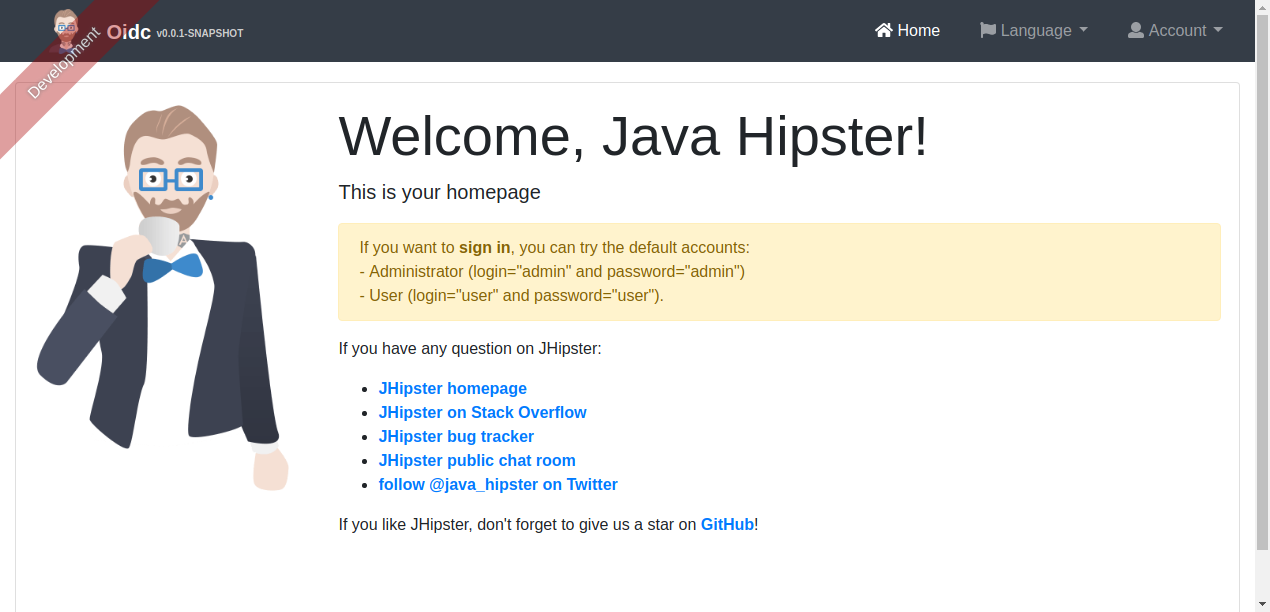 Oidc v0.0.1-SNAPSHOT
Home
Language
Account
Development
Welcome, Java Hipster!
This is your homepage
If you want to sign in, you can try the default accounts:
- Administrator (login="admin" and password="admin")
- User (login="user" and password="user").
If you have any question on JHipster:
JHipster homepage
JHipster on Stack Overflow
JHipster bug tracker
JHipster public chat room
follow @java_hipster on Twitter
If you like JHipster, don't forget to give us a star on GitHub!